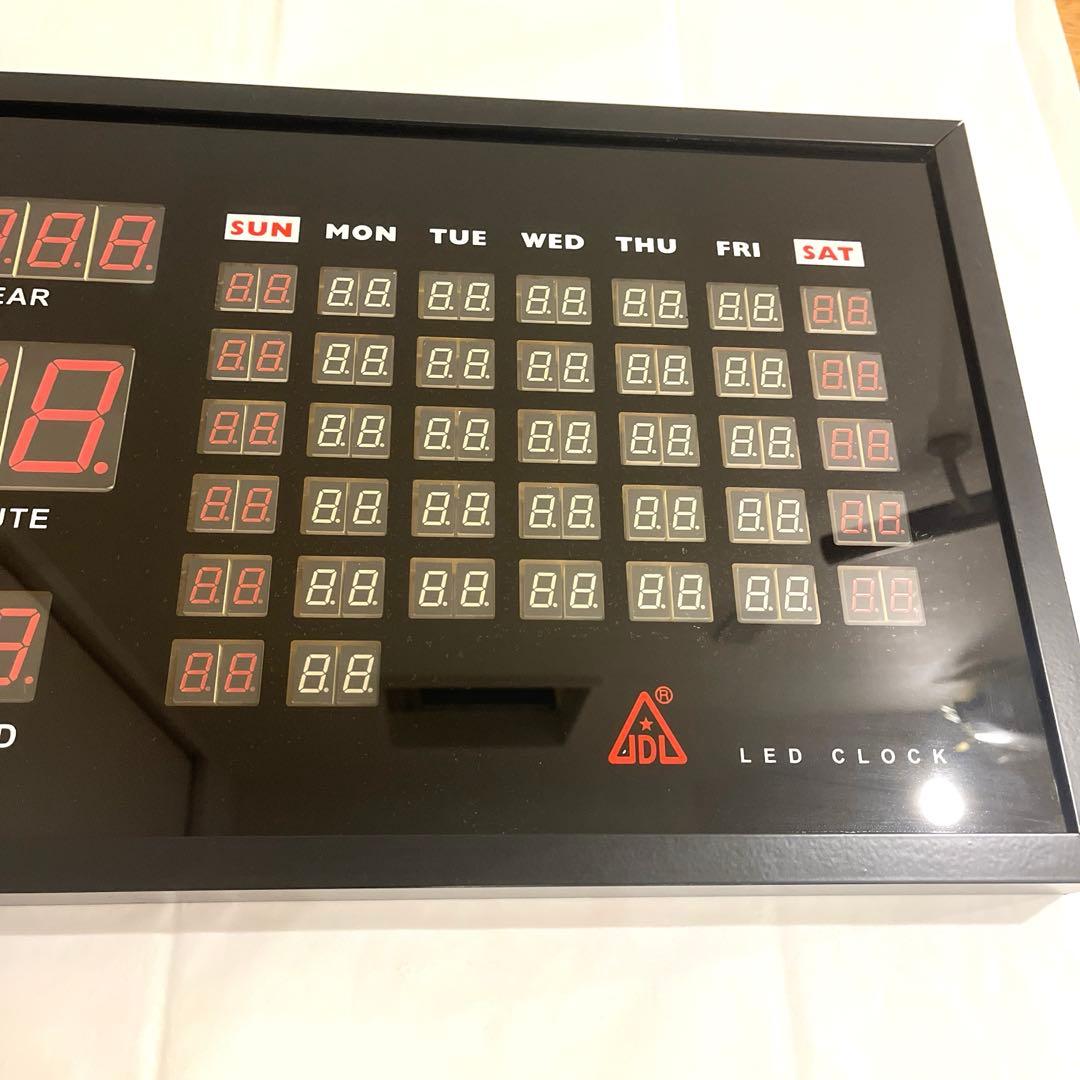 SUN MON TUE WED THU FRI SAT
EAR
UTE
D
JDL ®
LED CLOCK